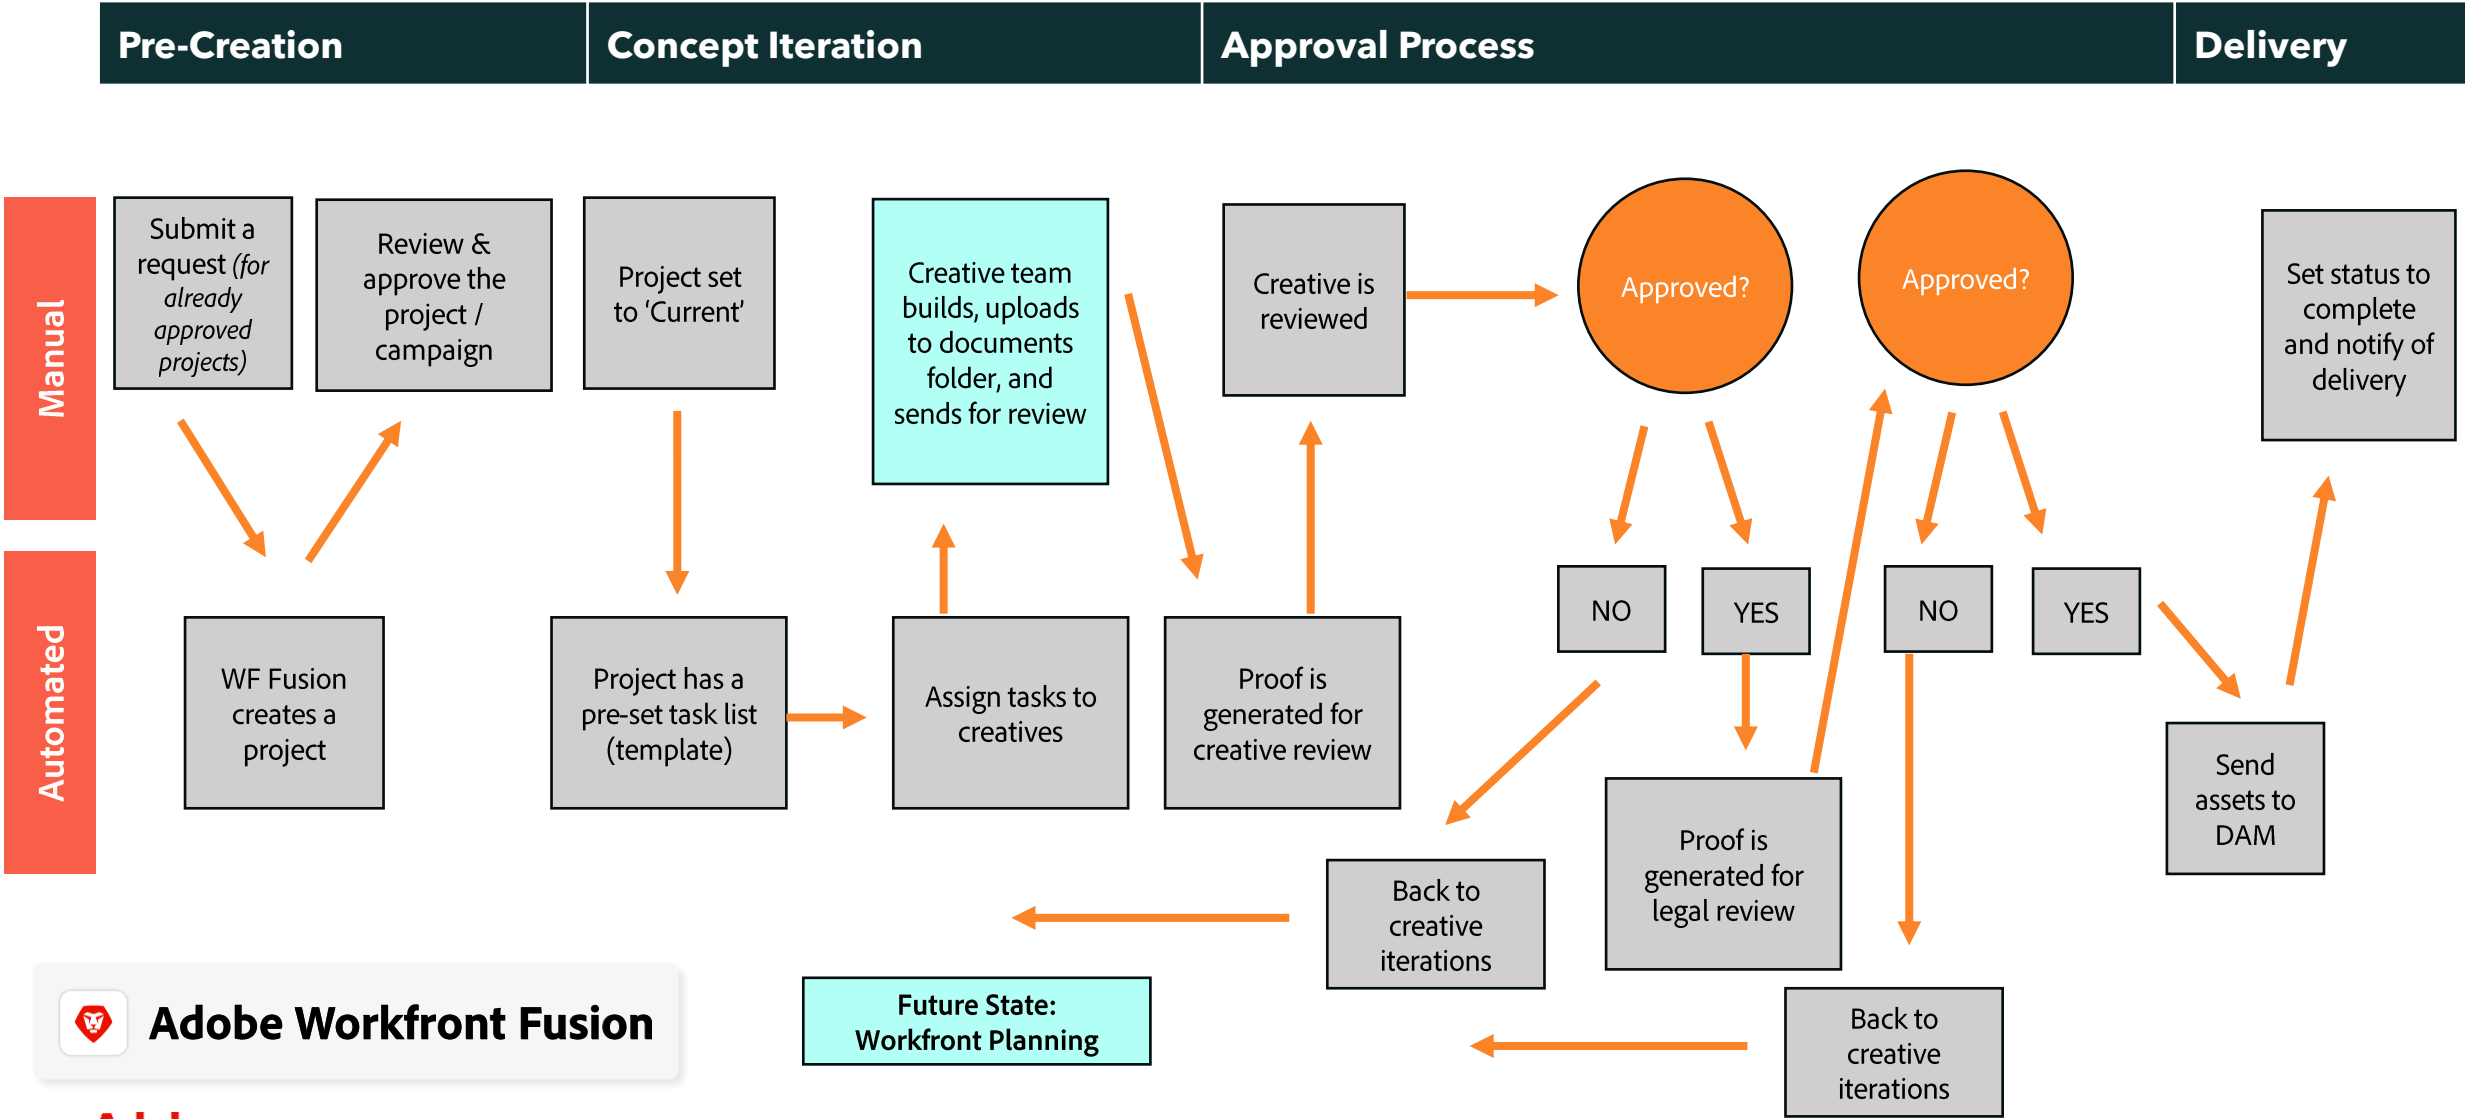 Pre-Creation
Concept Iteration
Approval Process
Delivery
Manual
Submit a
request (for
already
approved
projects)
Review &
approve the
project /
campaign
Project set
to ‘Current’
Creative team
builds, uploads
to documents
folder, and
sends for review
Creative is
reviewed
Approved?
Approved?
Set status to
complete
and notify of
delivery
Automated
WF Fusion
creates a
project
Project has a
pre-set task list
(template)
Assign tasks to
creatives
Proof is
generated for
creative review
NO
YES
NO
YES
Proof is
generated for
legal review
Send
assets to
DAM
Back to
creative
iterations
Back to
creative
iterations
Future State:
Workfront Planning
Adobe Workfront Fusion